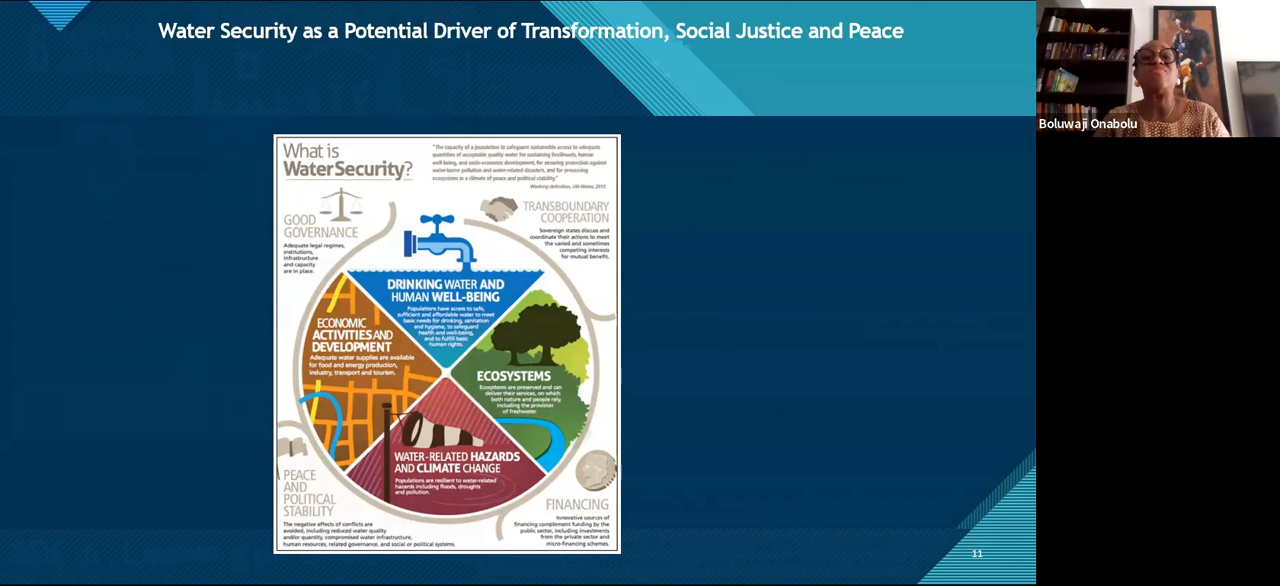 Water Security as a Potential Driver of Transformation, Social Justice and Peace
Boluwaji Onabolu
What is
WaterSecurity?
"The capacity of a population to safeguard sustainable access to adequate
quantities of acceptable quality water for sustaining livelihoods, human
well-being, and socio-economic development, for ensuring protection against
water-borne pollution and water-related disasters, and for preserving
ecosystems in a climate of peace and political stability."
Working definition, UN-Water, 2013
GOOD
GOVERNANCE
Adequate legal regimes,
institutions,
infrastructure
and capacity
are in place.
TRANSBOUNDARY
COOPERATION
Sovereign states discuss and
coordinate their actions to meet
the varied and sometimes
competing interests
for mutual benefit.
DRINKING WATER AND
HUMAN WELL-BEING
Populations have access to safe,
sufficient and affordable water to meet
basic needs for drinking, sanitation
and hygiene, to safeguard
health and well-being,
and to fulfill basic
human rights.
ECONOMIC
ACTIVITIES AND
DEVELOPMENT
Adequate water supplies are available
for food and energy production,
industry, transport and tourism.
ECOSYSTEMS
Ecosystems are preserved and can
deliver their services, on which
both nature and people rely,
including the provision
of freshwater.
WATER-RELATED HAZARDS
AND CLIMATE CHANGE
Populations are resilient to water-related
hazards including floods, droughts
and pollution.
PEACE
AND
POLITICAL
STABILITY
The negative effects of conflicts are
avoided, including reduced water quality
and/or quantity, compromised water infrastructure,
human resources, related governance, and social or political systems.
FINANCING
Innovative sources of
financing complement funding by the
public sector, including investments
from the private sector and
micro-financing schemes.
11